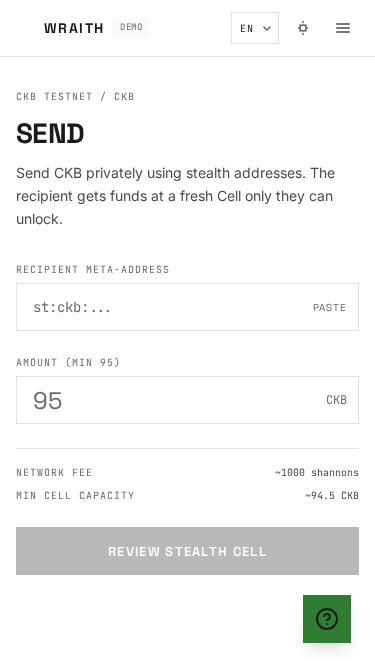 WRAITH DEMO EN
CKB TESTNET / CKB
SEND
Send CKB privately using stealth addresses. The
recipient gets funds at a fresh Cell only they can
unlock.
RECIPIENT META-ADDRESS
st:ckb:... PASTE
AMOUNT (MIN 95)
95 CKB
NETWORK FEE ~1000 shannons
MIN CELL CAPACITY ~94.5 CKB
REVIEW STEALTH CELL